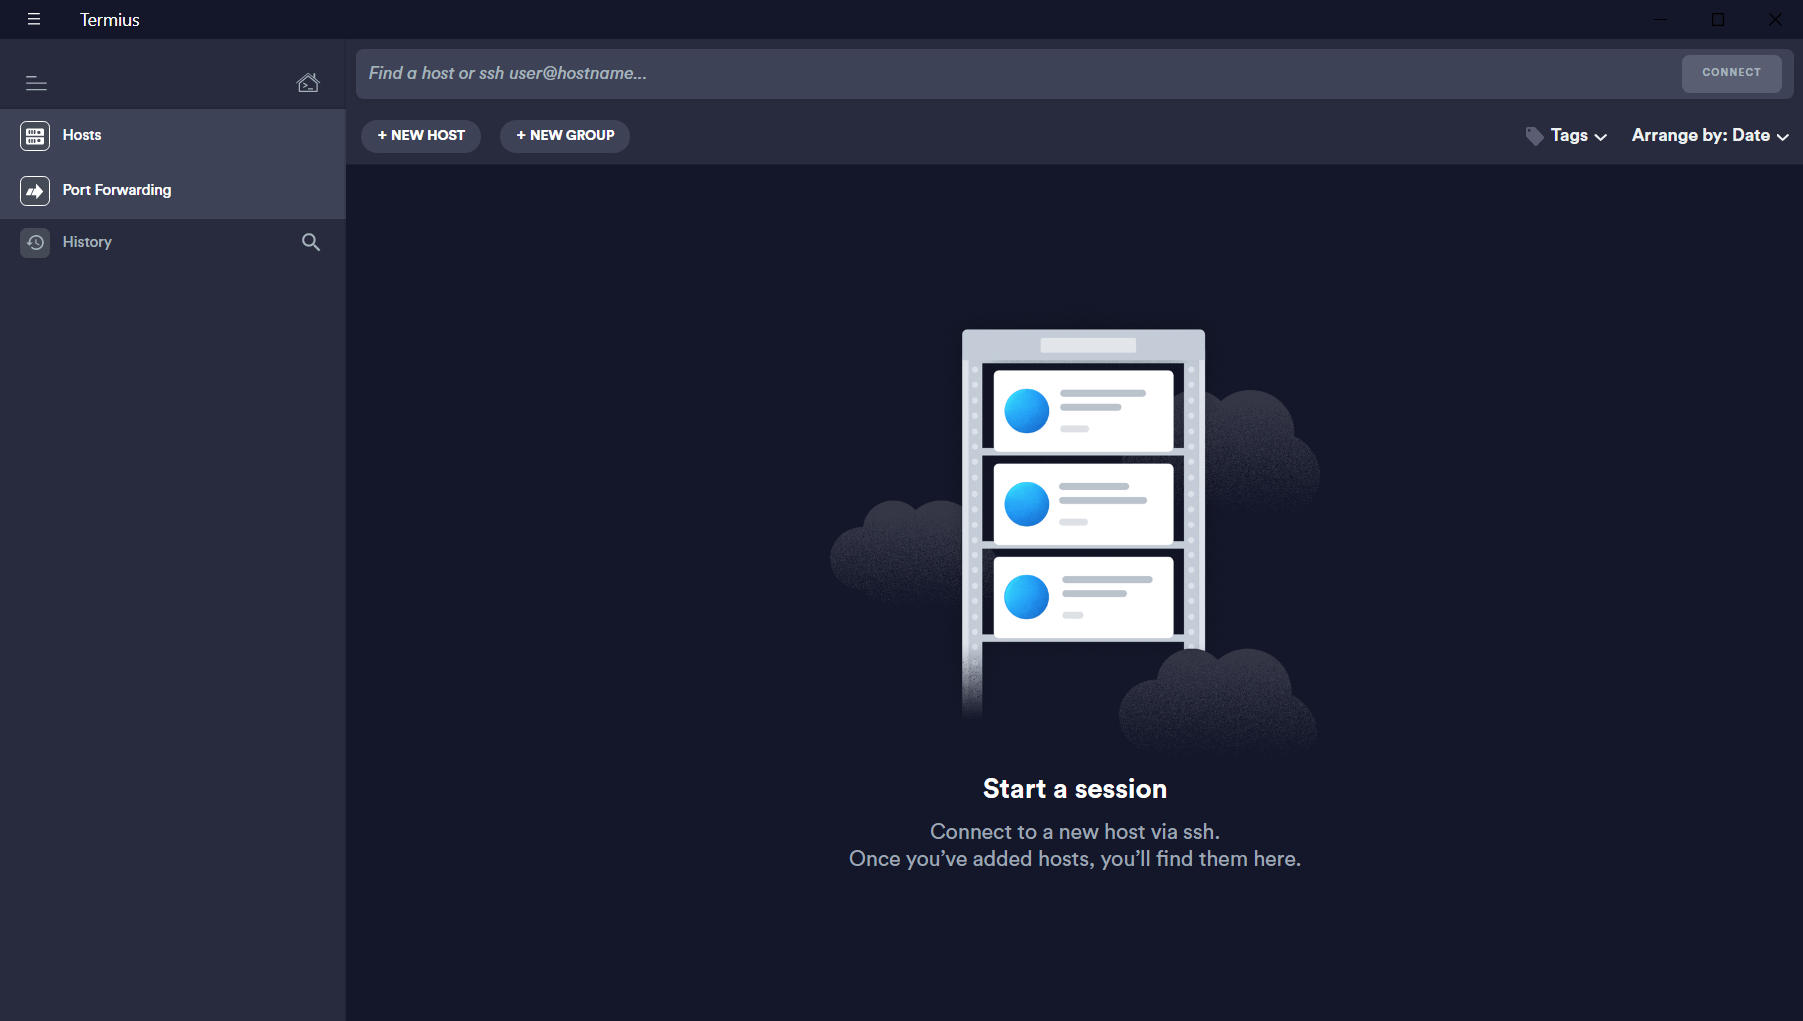 Termius
Find a host or ssh user@hostname...
CONNECT
Hosts
+ NEW HOST
+ NEW GROUP
Tags
Arrange by: Date
Port Forwarding
History
Start a session
Connect to a new host via ssh.
Once you’ve added hosts, you’ll find them here.